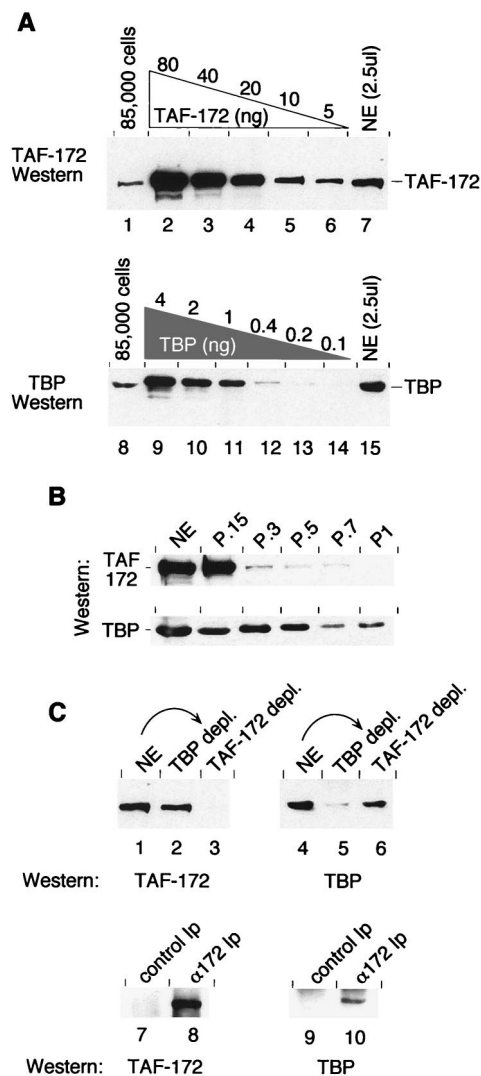 A
85,000 cells
80 40 20 10 5
TAF-172 (ng)
NE (2.5ul)
TAF-172
Western
TAF-172
1 2 3 4 5 6 7
85,000 cells
4 2 1 0.4 0.2 0.1
TBP (ng)
NE (2.5ul)
TBP
Western
TBP
8 9 10 11 12 13 14 15
B
NE P.15 P.3 P.5 P.7 P1
Western:
TAF
172
TBP
C
NE TBP depl. TAF-172 depl.
NE TBP depl. TAF-172 depl.
1 2 3 4 5 6
Western: TAF-172 TBP
control Ip α172 Ip
control Ip α172 Ip
7 8 9 10
Western: TAF-172 TBP